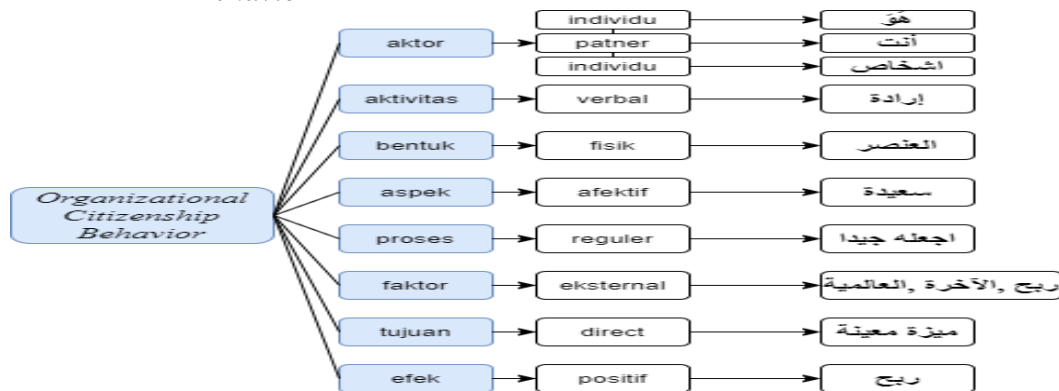 Organizational
Citizenship
Behavior
aktor
individu
هَوَ
patner
أنت
individu
اشخاص
aktivitas
verbal
إرادة
bentuk
fisik
العنصر
aspek
afektif
سعيدة
proses
reguler
اجعله جيدا
faktor
eksternal
ربح ,الآخرة ,العالمية
tujuan
direct
ميزة معينة
efek
positif
ربح